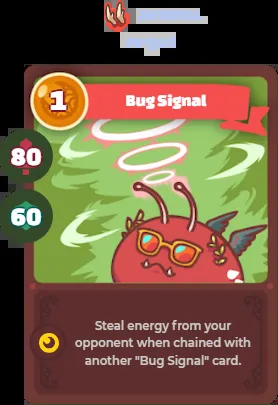 1
Bug Signal
80
60
Steal energy from your
opponent when chained with
another "Bug Signal" card.